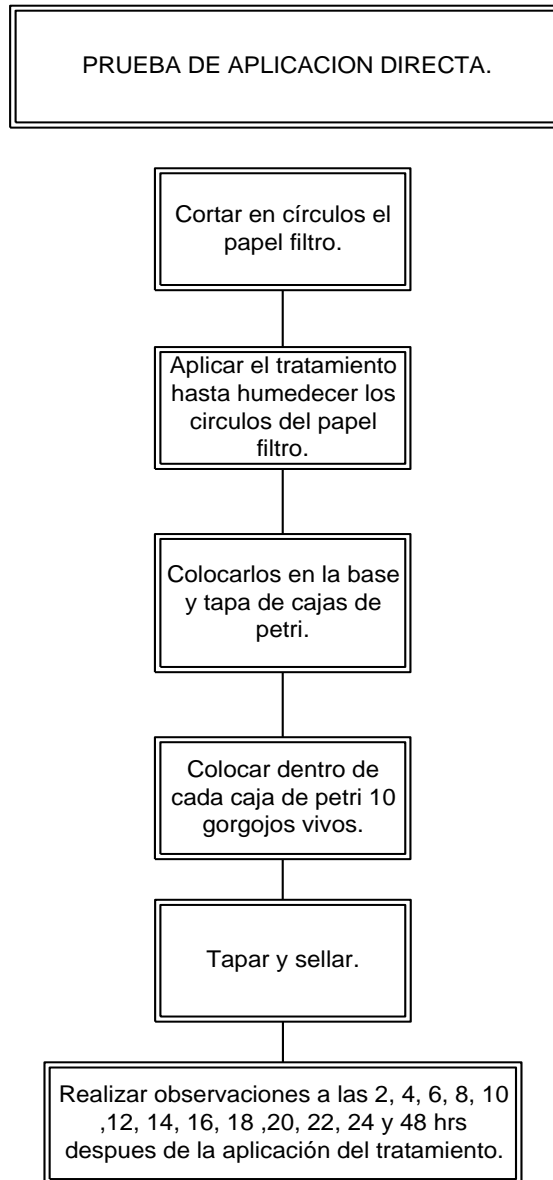 PRUEBA DE APLICACION DIRECTA.
Cortar en círculos el
papel filtro.
Aplicar el tratamiento
hasta humedecer los
circulos del papel
filtro.
Colocarlos en la base
y tapa de cajas de
petri.
Colocar dentro de
cada caja de petri 10
gorgojos vivos.
Tapar y sellar.
Realizar observaciones a las 2, 4, 6, 8, 10
,12, 14, 16, 18 ,20, 22, 24 y 48 hrs
despues de la aplicación del tratamiento.